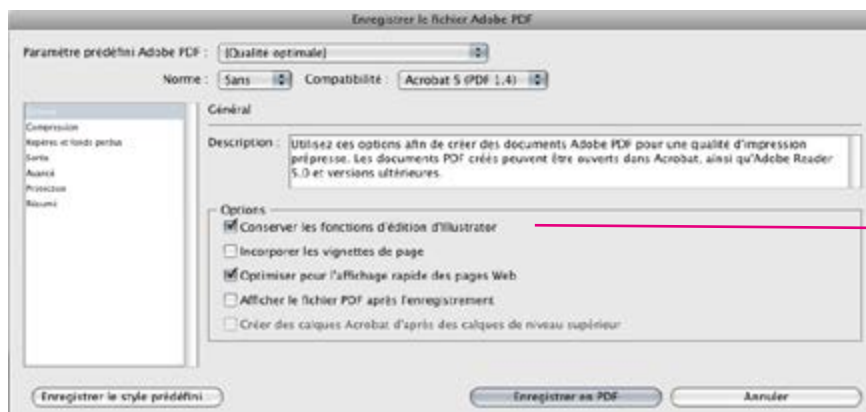 Enregistrer le fichier Adobe PDF
Paramètre prédéfini Adobe PDF : [Qualité optimale]
Norme : Sans Compatibilité : Acrobat 5 (PDF 1.4)
Général
Compression
Repères et fonds perdus
Sortie
Avancé
Protection
Résumé
Général
Description : Utilisez ces options afin de créer des documents Adobe PDF pour une qualité d'impression
prépresse. Les documents PDF créés peuvent être ouverts dans Acrobat, ainsi qu'Adobe Reader
5.0 et versions ultérieures.
Options
Conserver les fonctions d'édition d'Illustrator
Incorporer les vignettes de page
Optimiser pour l'affichage rapide des pages Web
Afficher le fichier PDF après l'enregistrement
Créer des calques Acrobat d'après des calques de niveau supérieur
Enregistrer le style prédéfini Enregistrer en PDF Annuler